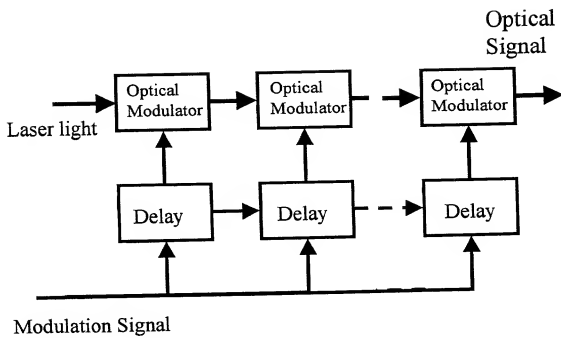 Optical
Signal
Optical
Modulator
Optical
Modulator
Optical
Modulator
Laser light
Delay
Delay
Delay
Modulation Signal